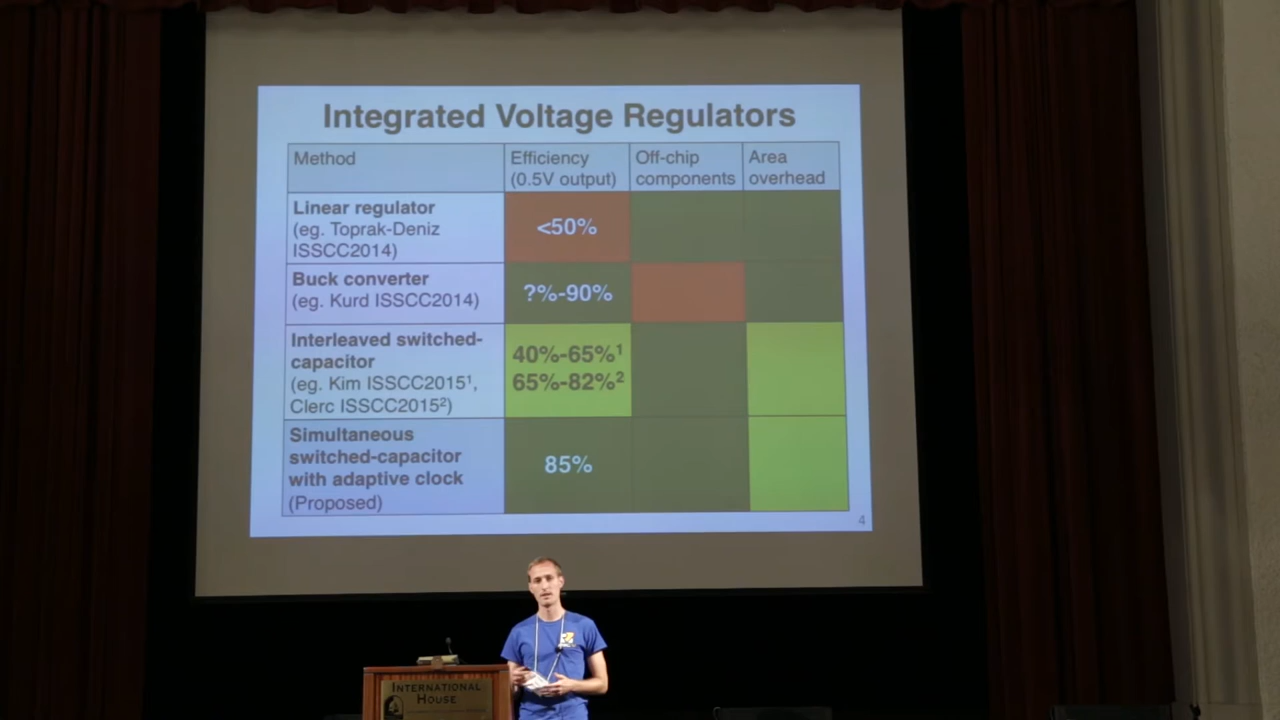 Integrated Voltage Regulators
Method
Efficiency
(0.5V output)
Off-chip
components
Area
overhead
Linear regulator
(eg. Toprak-Deniz
ISSCC2014)
<50%
Buck converter
(eg. Kurd ISSCC2014)
?%-90%
Interleaved switched-
capacitor
(eg. Kim ISSCC2015¹,
Clerc ISSCC2015²)
40%-65%¹
65%-82%²
Simultaneous
switched-capacitor
with adaptive clock
(Proposed)
85%
4
INTERNATIONAL
HOUSE